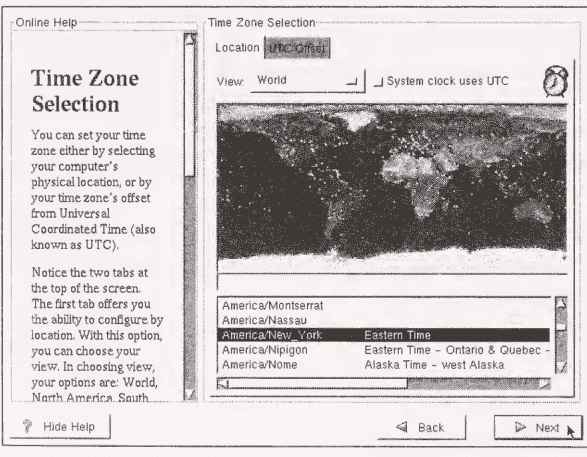 Online Help
Time Zone
Selection
You can set your time
zone either by selecting
your computer's
physical location, or by
your time zone's offset
from Universal
Coordinated Time (also
known as UTC).
Notice the two tabs at
the top of the screen.
The first tab offers you
the ability to configure by
location. With this option,
you can choose your
view. In choosing view,
your options are: World,
North America, South
Time Zone Selection
Location UTC Offset
View: World
System clock uses UTC
America/Montserrat
America/Nassau
America/New_York Eastern Time
America/Nipigon Eastern Time - Ontario & Quebec -
America/Nome Alaska Time - west Alaska
? Hide Help
Back
Next